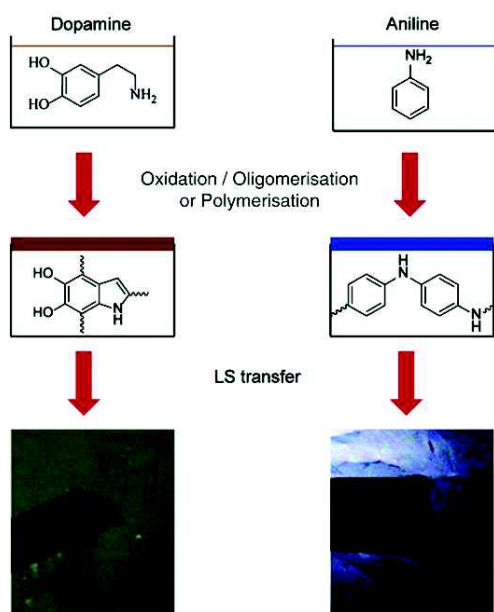 Dopamine
Aniline
HO
HO
NH₂
NH₂
Oxidation / Oligomerisation
or Polymerisation
HO
HO
N
H
H
N
N
H
LS transfer